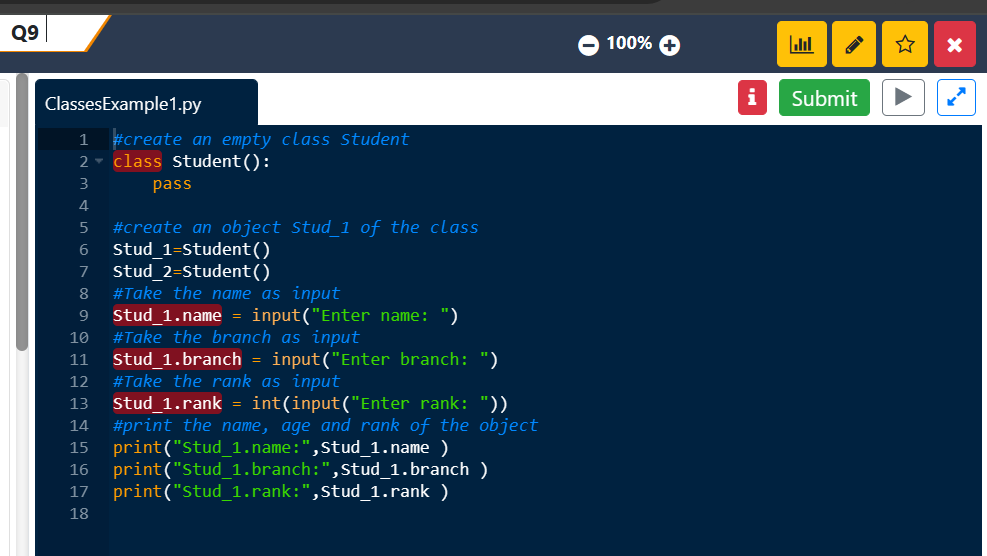 Q9
100%
ClassesExample1.py
i Submit
1 #create an empty class Student
2 class Student():
3     pass
4
5 #create an object Stud_1 of the class
6 Stud_1=Student()
7 Stud_2=Student()
8 #Take the name as input
9 Stud_1.name = input("Enter name: ")
10 #Take the branch as input
11 Stud_1.branch = input("Enter branch: ")
12 #Take the rank as input
13 Stud_1.rank = int(input("Enter rank: "))
14 #print the name, age and rank of the object
15 print("Stud_1.name:",Stud_1.name )
16 print("Stud_1.branch:",Stud_1.branch )
17 print("Stud_1.rank:",Stud_1.rank )
18